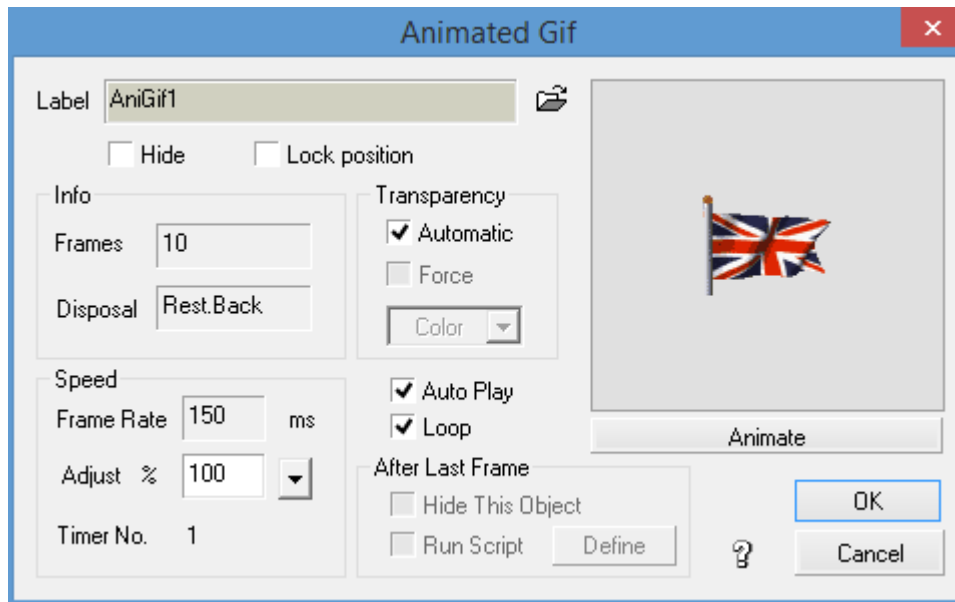 Animated Gif
Label AniGif1
Hide Lock position
Info
Frames 10
Disposal Rest.Back
Transparency
Automatic
Force
Color
Speed
Frame Rate 150 ms
Adjust % 100
Timer No. 1
Auto Play
Loop
After Last Frame
Hide This Object
Run Script Define
Animate
OK
Cancel